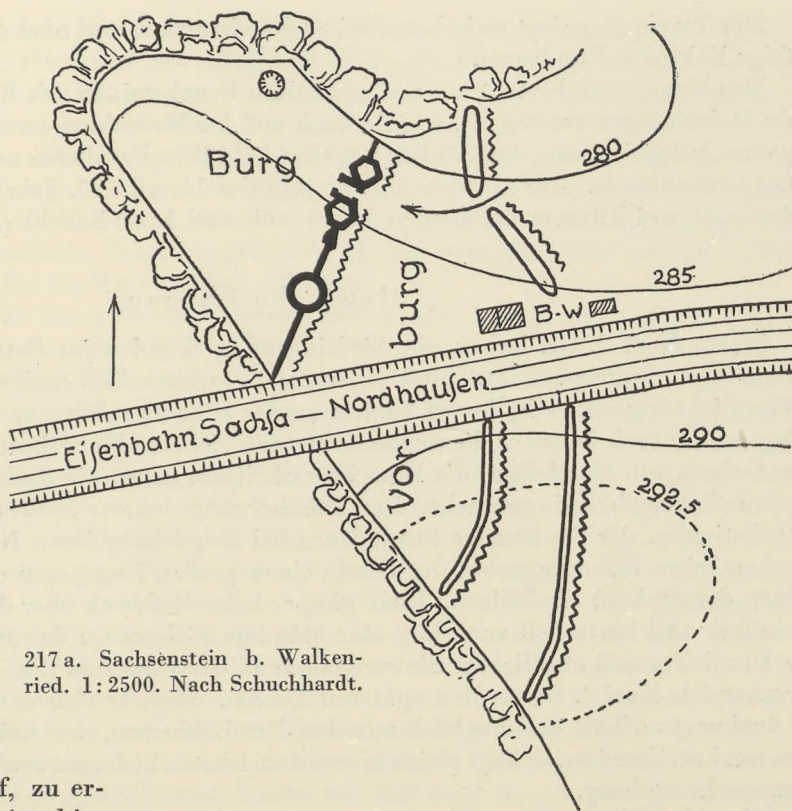 280
Burg
285
burg
B-W
Eisenbahn Sachsa – Nordhausen
290
vor-
292,5
217 a. Sachsenstein b. Walken-
ried. 1:2500. Nach Schuchhardt.
f, zu er-